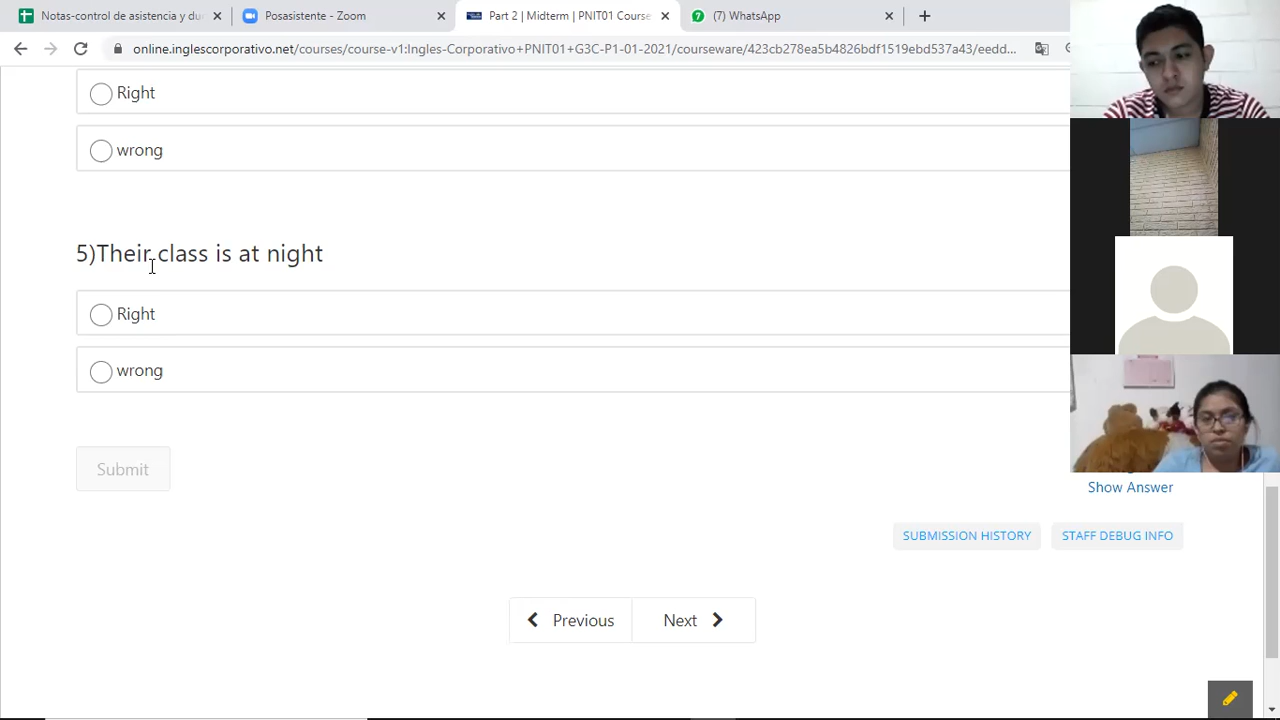 Notas-control de asistencia y du
Posasistente - Zoom
Part 2 | Midterm | PNIT01 Course
(7) WhatsApp
online.inglescorporativo.net/courses/course-v1:Ingles-Corporativo+PNIT01+G3C-P1-01-2021/courseware/423cb278ea5b4826bdf1519ebd537a43/eedd...
Right
wrong
5)Their class is at night
Right
wrong
Submit
Show Answer
SUBMISSION HISTORY
STAFF DEBUG INFO
Previous
Next